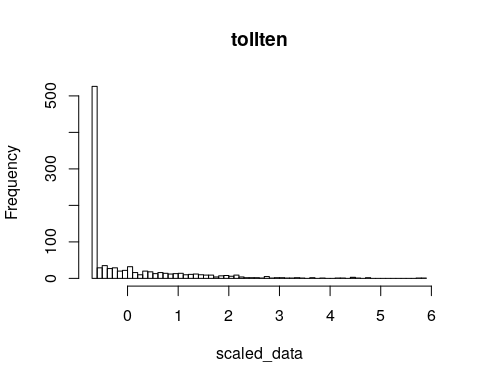 tollten
Frequency
500
300
100
0
0 1 2 3 4 5 6
scaled_data